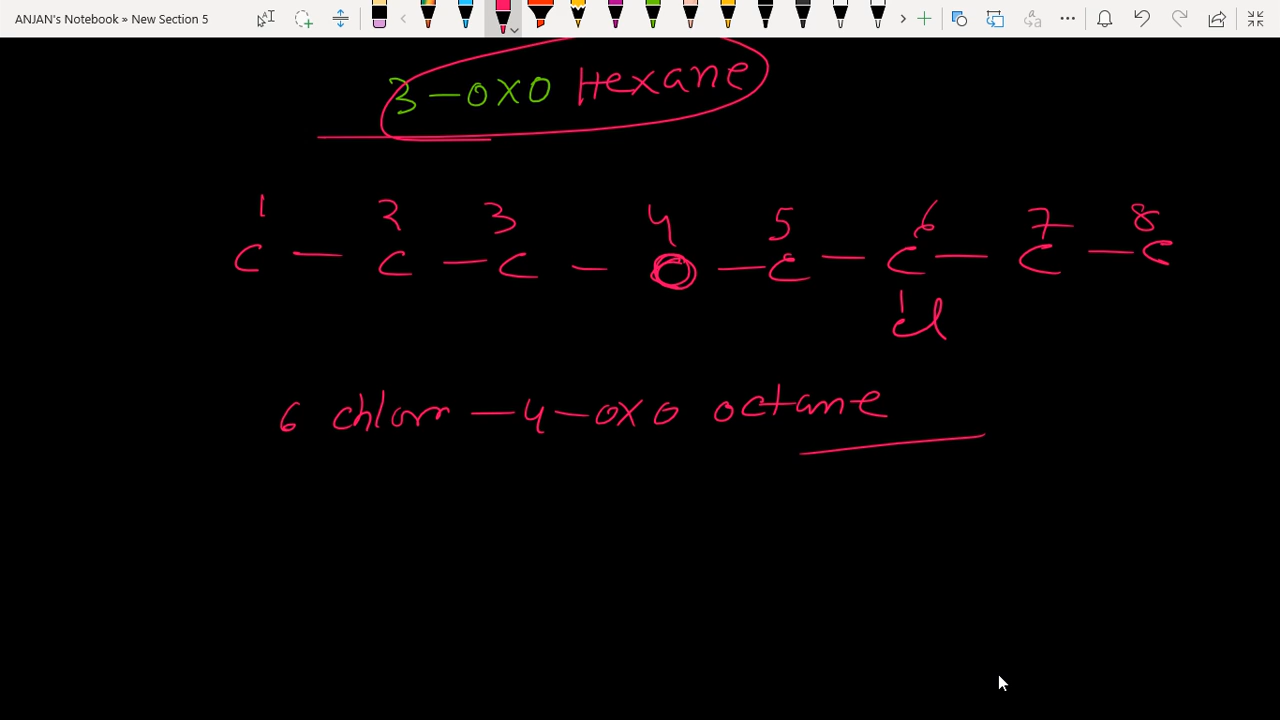 ANJAN's Notebook » New Section 5
3-oxo Hexane
1 2 3 4 5 6 7 8
C — C — C — O — C — C — C — C
Cl
6 chloro — 4 — oxo octane